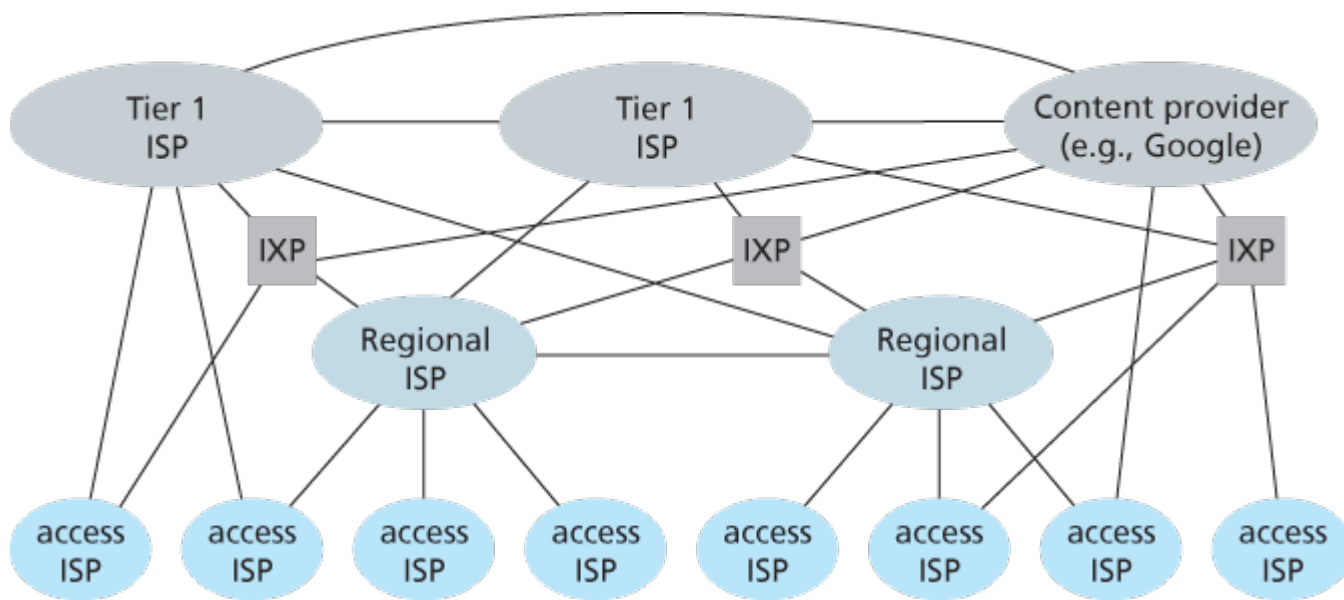 Tier 1
ISP
Tier 1
ISP
Content provider
(e.g., Google)
IXP
IXP
IXP
Regional
ISP
Regional
ISP
access
ISP
access
ISP
access
ISP
access
ISP
access
ISP
access
ISP
access
ISP
access
ISP